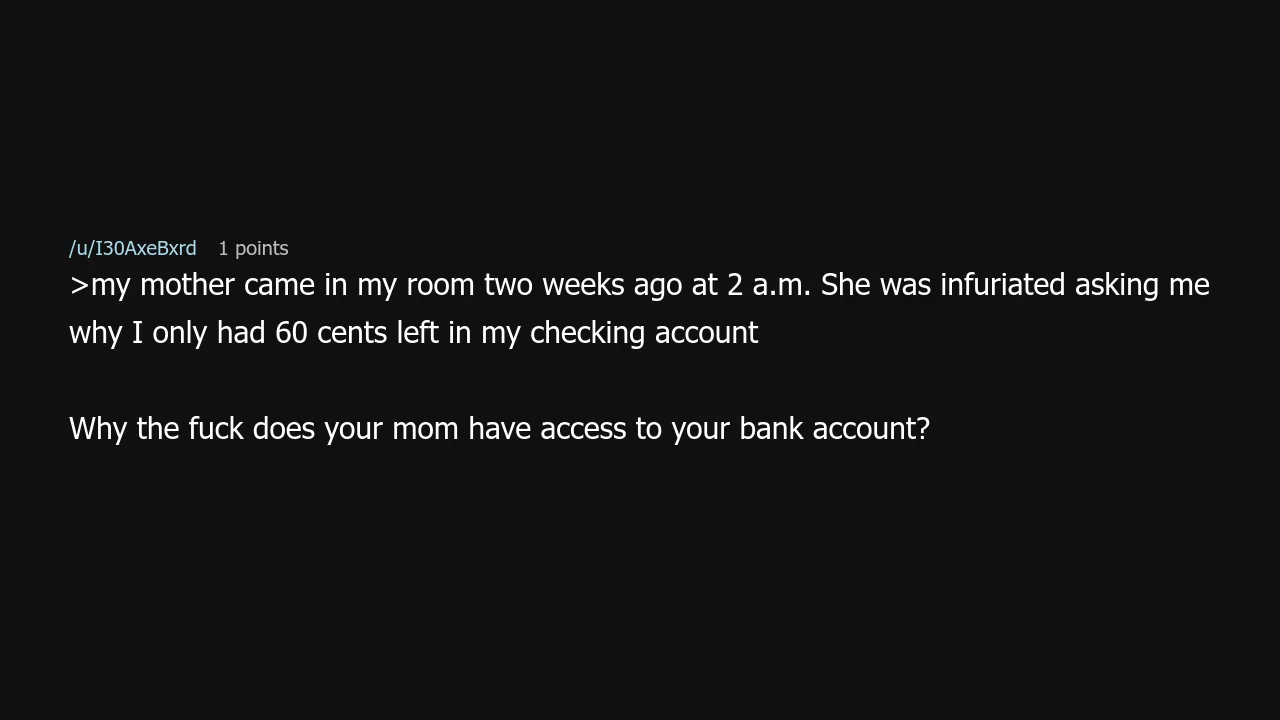 /u/I30AxeBxrd 1 points
>my mother came in my room two weeks ago at 2 a.m. She was infuriated asking me
why I only had 60 cents left in my checking account
Why the fuck does your mom have access to your bank account?